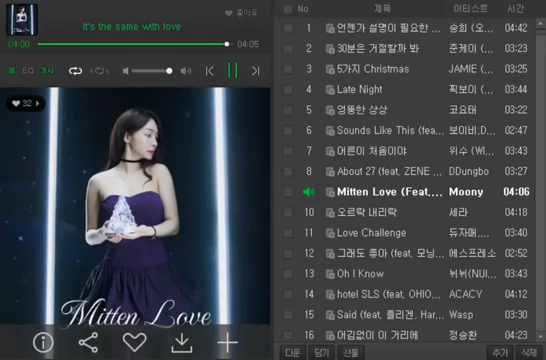 좋아요
It's the same with love
04:00
04:05
EQ 가사
A B
32
Mitten Love
No 제목 아티스트 시간
1 언젠가 설명이 필요한 ... 승희 (오... 04:42
2 30분은 거절할까 봐 준케이 (... 03:23
3 5가지 Christmas JAMIE (... 03:25
4 Late Night 픽보이 (... 03:44
5 엉뚱한 상상 코요태 03:22
6 Sounds Like This (fea... 보이비,D... 02:47
7 어른이 처음이야 위수 (WI... 03:43
8 About 27 (feat, ZENE ... DDungbo 03:27
Mitten Love (Feat,... Moony 04:06
10 오르락 내리락 세라 04:18
11 Love Challenge 듀자매,... 03:40
12 그래도 좋아 (feat, 모닝... 에스프레소 02:52
13 Oh I Know 뉘뉘(NUI... 03:43
14 hotel SLS (feat, OHIO... ACACY 04:12
15 Said (feat, 플리겐, Har... Wasp 03:30
16 어김없이 이 거리에 정승환 04:23
다운 담기 선물 추가 삭제